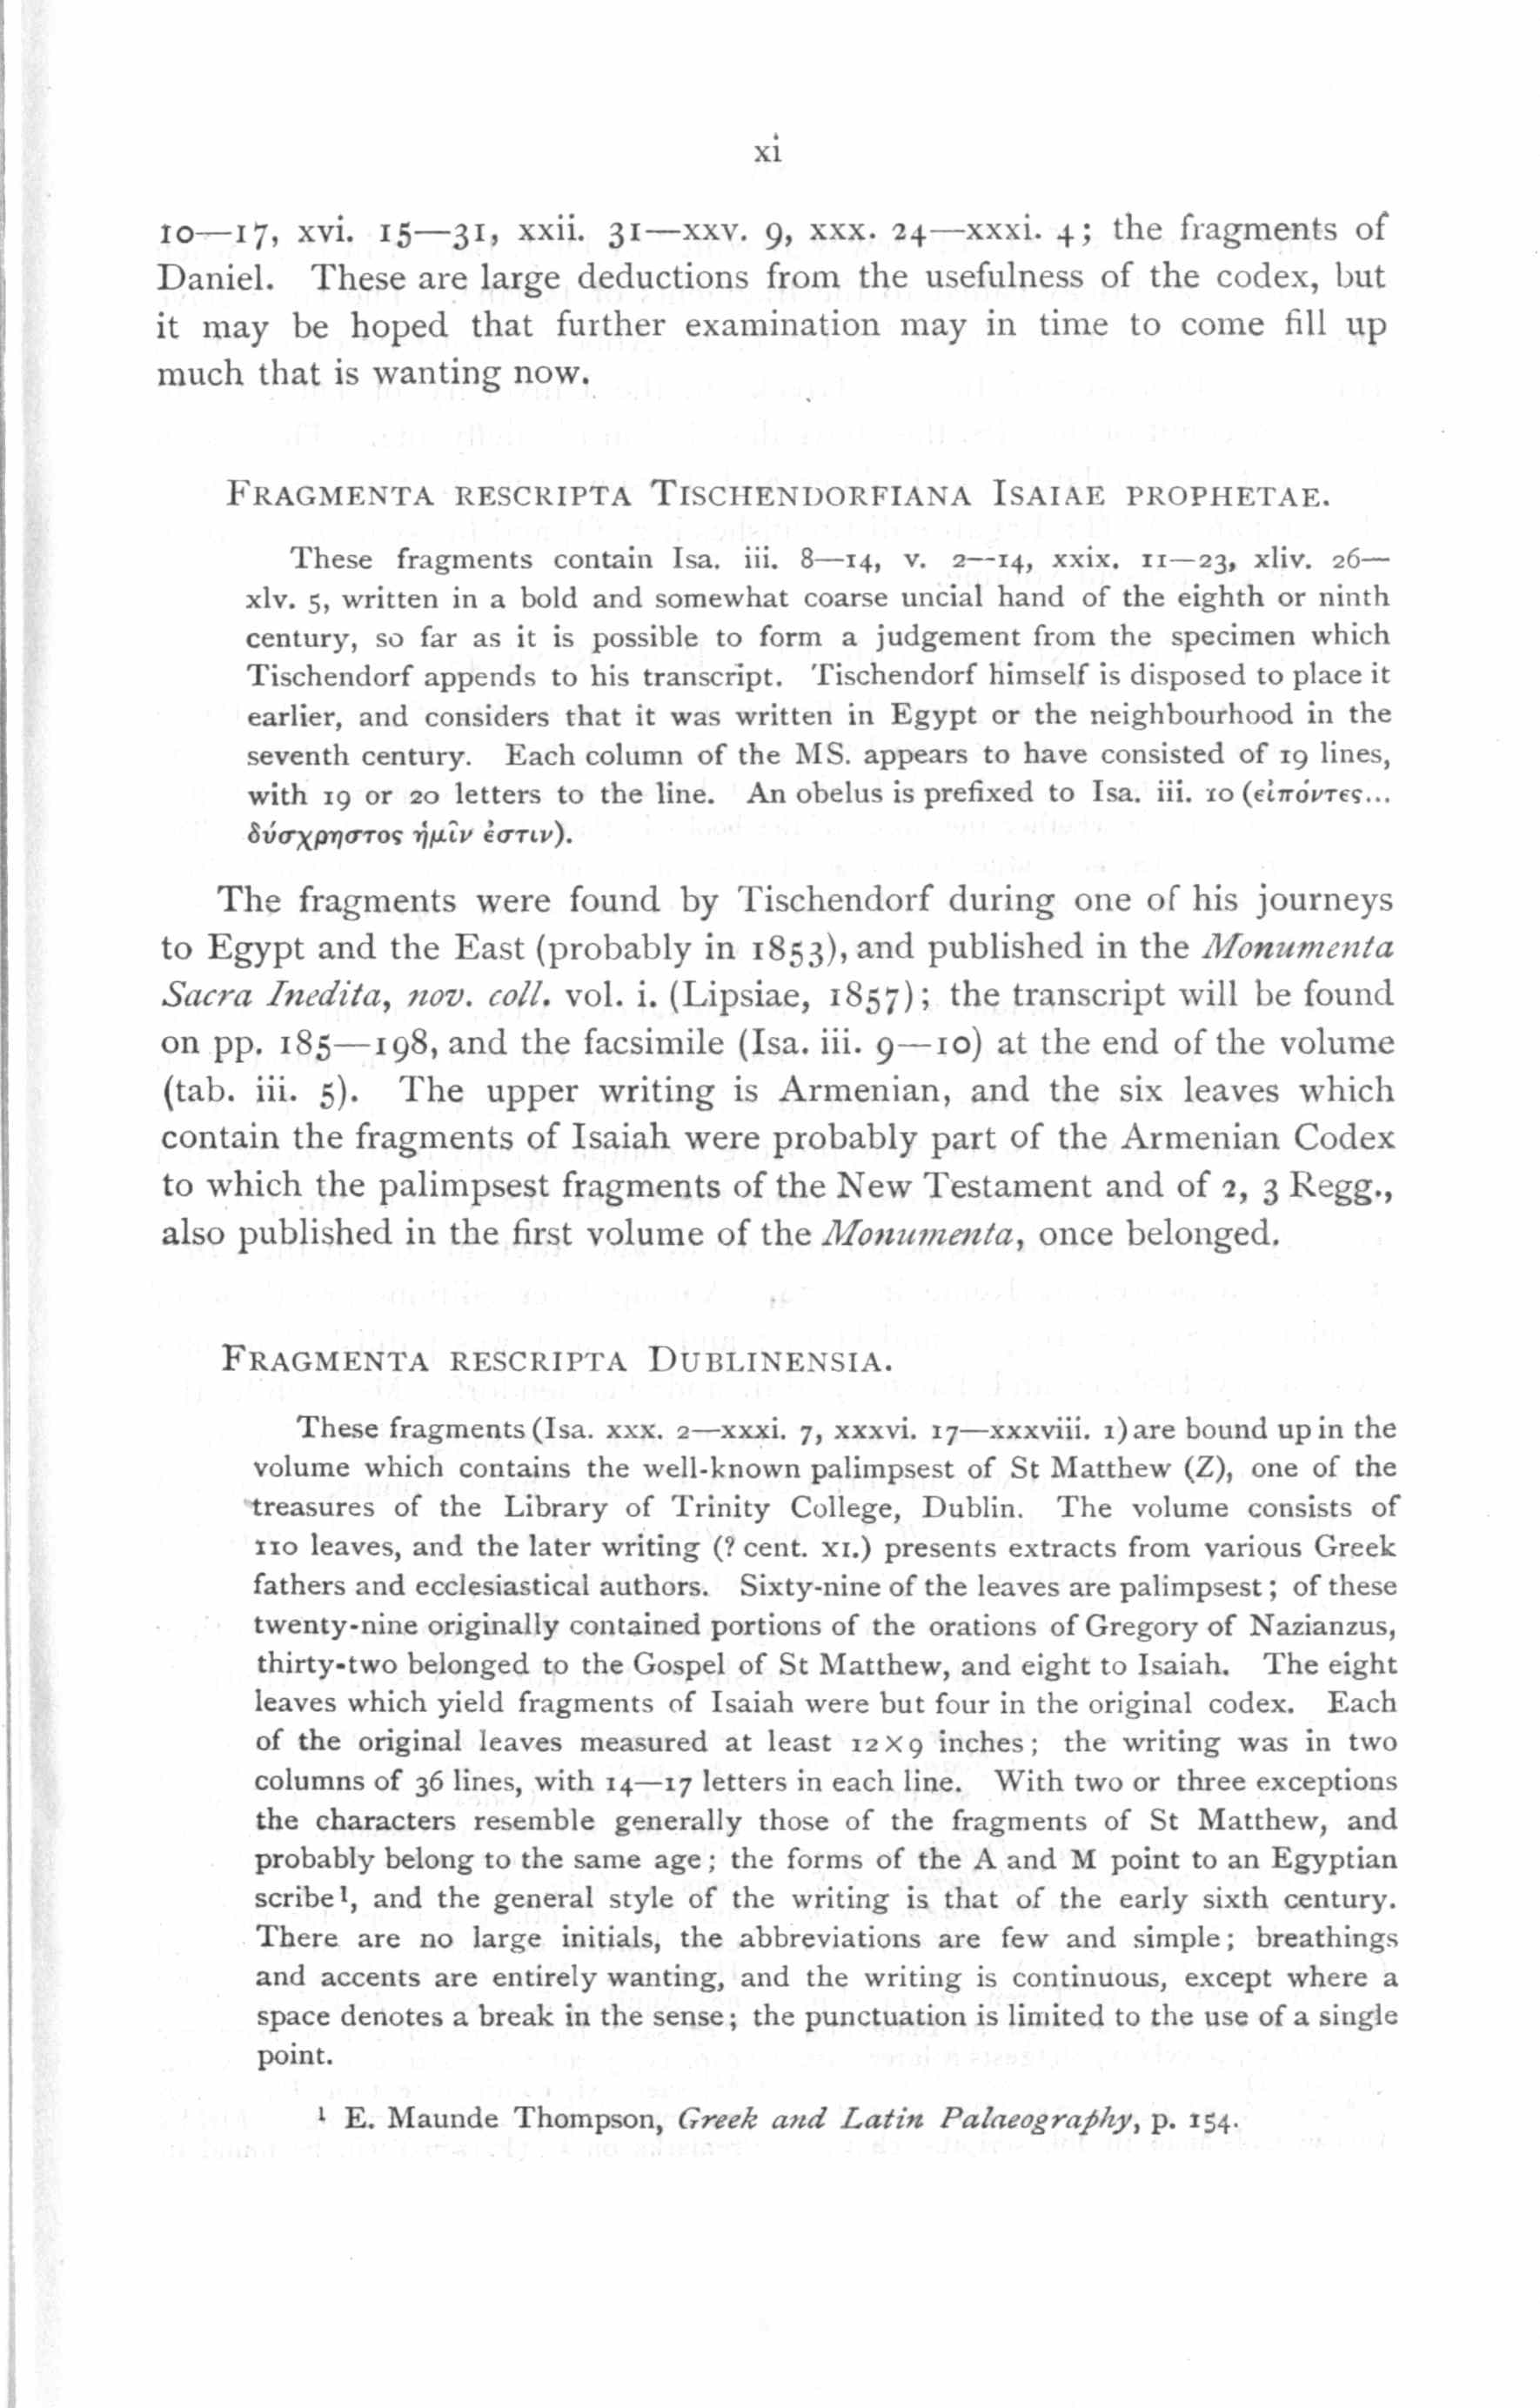 xi
10—17, xvi. 15—31, xxii. 31—xxv. 9, xxx. 24—xxxi. 4; the fragments of
Daniel. These are large deductions from the usefulness of the codex, but
it may be hoped that further examination may in time to come fill up
much that is wanting now.
FRAGMENTA RESCRIPTA TISCHENDORFIANA ISAIAE PROPHETAE.
These fragments contain Isa. iii. 8—14, v. 2—14, xxix. 11—23, xliv. 26—
xlv. 5, written in a bold and somewhat coarse uncial hand of the eighth or ninth
century, so far as it is possible to form a judgement from the specimen which
Tischendorf appends to his transcript. Tischendorf himself is disposed to place it
earlier, and considers that it was written in Egypt or the neighbourhood in the
seventh century. Each column of the MS. appears to have consisted of 19 lines,
with 19 or 20 letters to the line. An obelus is prefixed to Isa. iii. 10 (εἰπόντες...
δύσχρηστος ἡμῖν ἐστιν).
The fragments were found by Tischendorf during one of his journeys
to Egypt and the East (probably in 1853), and published in the Monumenta
Sacra Inedita, nov. coll. vol. i. (Lipsiae, 1857); the transcript will be found
on pp. 185—198, and the facsimile (Isa. iii. 9—10) at the end of the volume
(tab. iii. 5). The upper writing is Armenian, and the six leaves which
contain the fragments of Isaiah were probably part of the Armenian Codex
to which the palimpsest fragments of the New Testament and of 2, 3 Regg.,
also published in the first volume of the Monumenta, once belonged.
FRAGMENTA RESCRIPTA DUBLINENSIA.
These fragments (Isa. xxx. 2—xxxi. 7, xxxvi. 17—xxxviii. 1) are bound up in the
volume which contains the well-known palimpsest of St Matthew (Z), one of the
treasures of the Library of Trinity College, Dublin. The volume consists of
110 leaves, and the later writing (? cent. XI.) presents extracts from various Greek
fathers and ecclesiastical authors. Sixty-nine of the leaves are palimpsest; of these
twenty-nine originally contained portions of the orations of Gregory of Nazianzus,
thirty-two belonged to the Gospel of St Matthew, and eight to Isaiah. The eight
leaves which yield fragments of Isaiah were but four in the original codex. Each
of the original leaves measured at least 12×9 inches; the writing was in two
columns of 36 lines, with 14—17 letters in each line. With two or three exceptions
the characters resemble generally those of the fragments of St Matthew, and
probably belong to the same age; the forms of the A and M point to an Egyptian
scribe¹, and the general style of the writing is that of the early sixth century.
There are no large initials, the abbreviations are few and simple; breathings
and accents are entirely wanting, and the writing is continuous, except where a
space denotes a break in the sense; the punctuation is limited to the use of a single
point.
¹ E. Maunde Thompson, Greek and Latin Palaeography, p. 154.